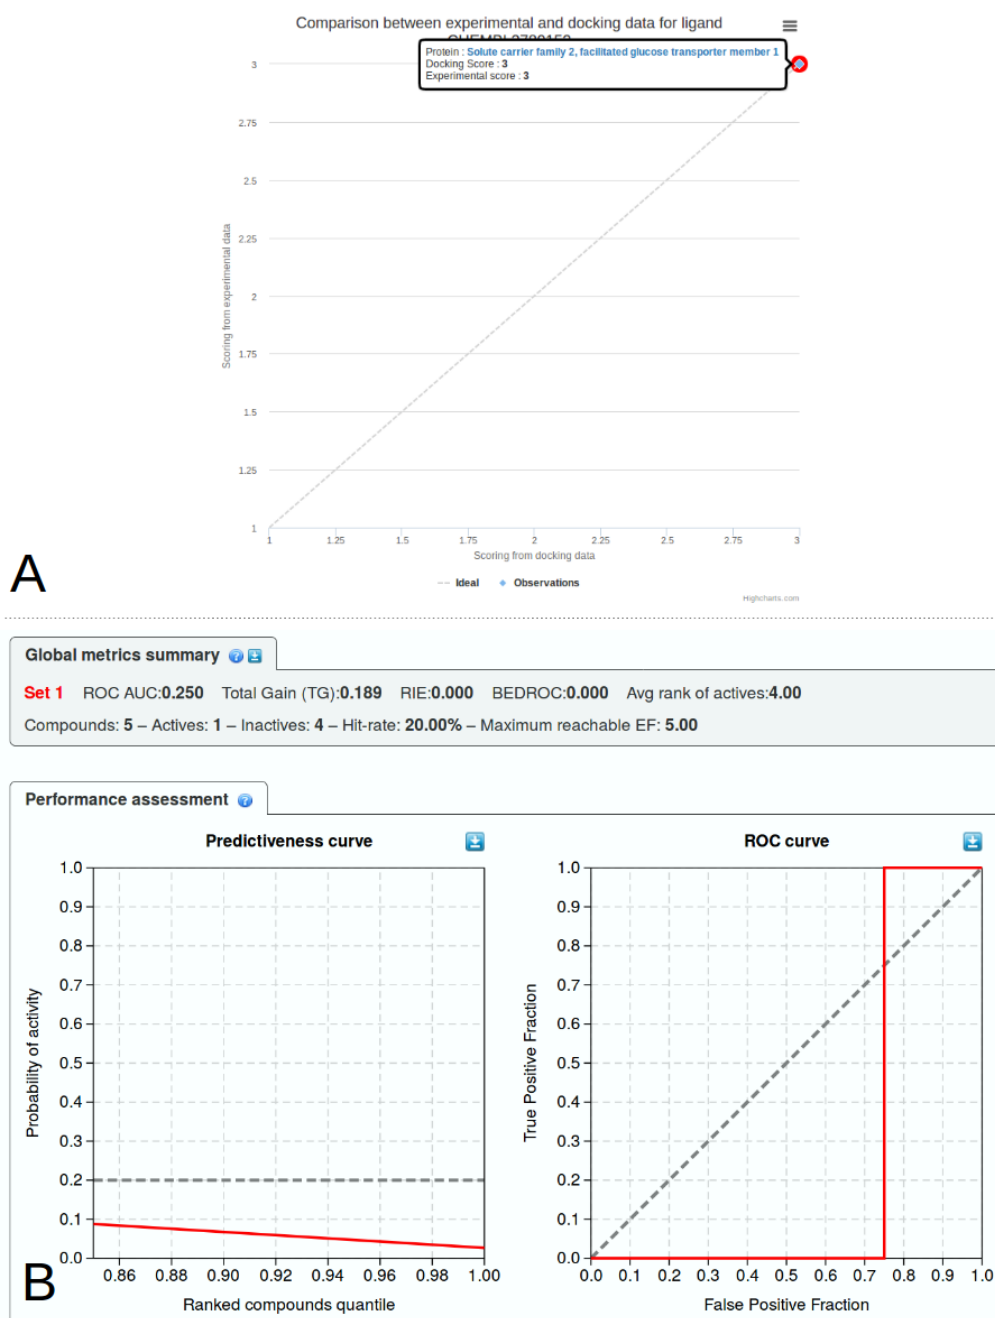 Comparison between experimental and docking data for ligand
Protein : Solute carrier family 2, facilitated glucose transporter member 1
Docking Score : 3
Experimental score : 3
3
2.75
2.5
2.25
2
1.75
1.5
1.25
1
Scoring from experimental data
1 1.25 1.5 1.75 2 2.25 2.5 2.75 3
Scoring from docking data
Ideal Observations
Highcharts.com
A
Global metrics summary
Set 1 ROC AUC:0.250 Total Gain (TG):0.189 RIE:0.000 BEDROC:0.000 Avg rank of actives:4.00
Compounds: 5 – Actives: 1 – Inactives: 4 – Hit-rate: 20.00% – Maximum reachable EF: 5.00
Performance assessment
Predictiveness curve
1.0
0.9
0.8
0.7
0.6
0.5
0.4
0.3
0.2
0.1
0.0
Probability of activity
0.86 0.88 0.90 0.92 0.94 0.96 0.98 1.00
Ranked compounds quantile
ROC curve
1.0
0.9
0.8
0.7
0.6
0.5
0.4
0.3
0.2
0.1
0.0
True Positive Fraction
0.0 0.1 0.2 0.3 0.4 0.5 0.6 0.7 0.8 0.9 1.0
False Positive Fraction
B